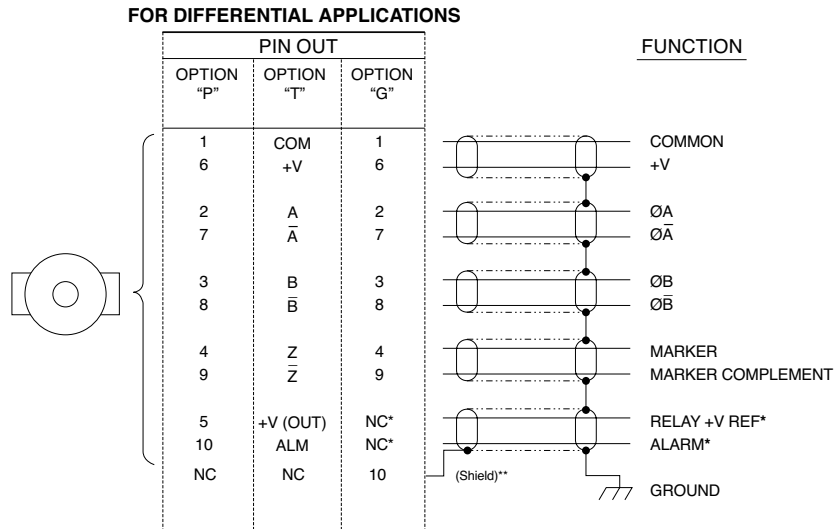 FOR DIFFERENTIAL APPLICATIONS
PIN OUT FUNCTION
OPTION "P" OPTION "T" OPTION "G"
1 COM 1 COMMON
6 +V 6 +V
2 A 2 ØA
7 A̅ 7 ØA̅
3 B 3 ØB
8 B̅ 8 ØB̅
4 Z 4 MARKER
9 Z̅ 9 MARKER COMPLEMENT
5 +V (OUT) NC* RELAY +V REF*
10 ALM NC* ALARM*
NC NC 10 (Shield)** GROUND